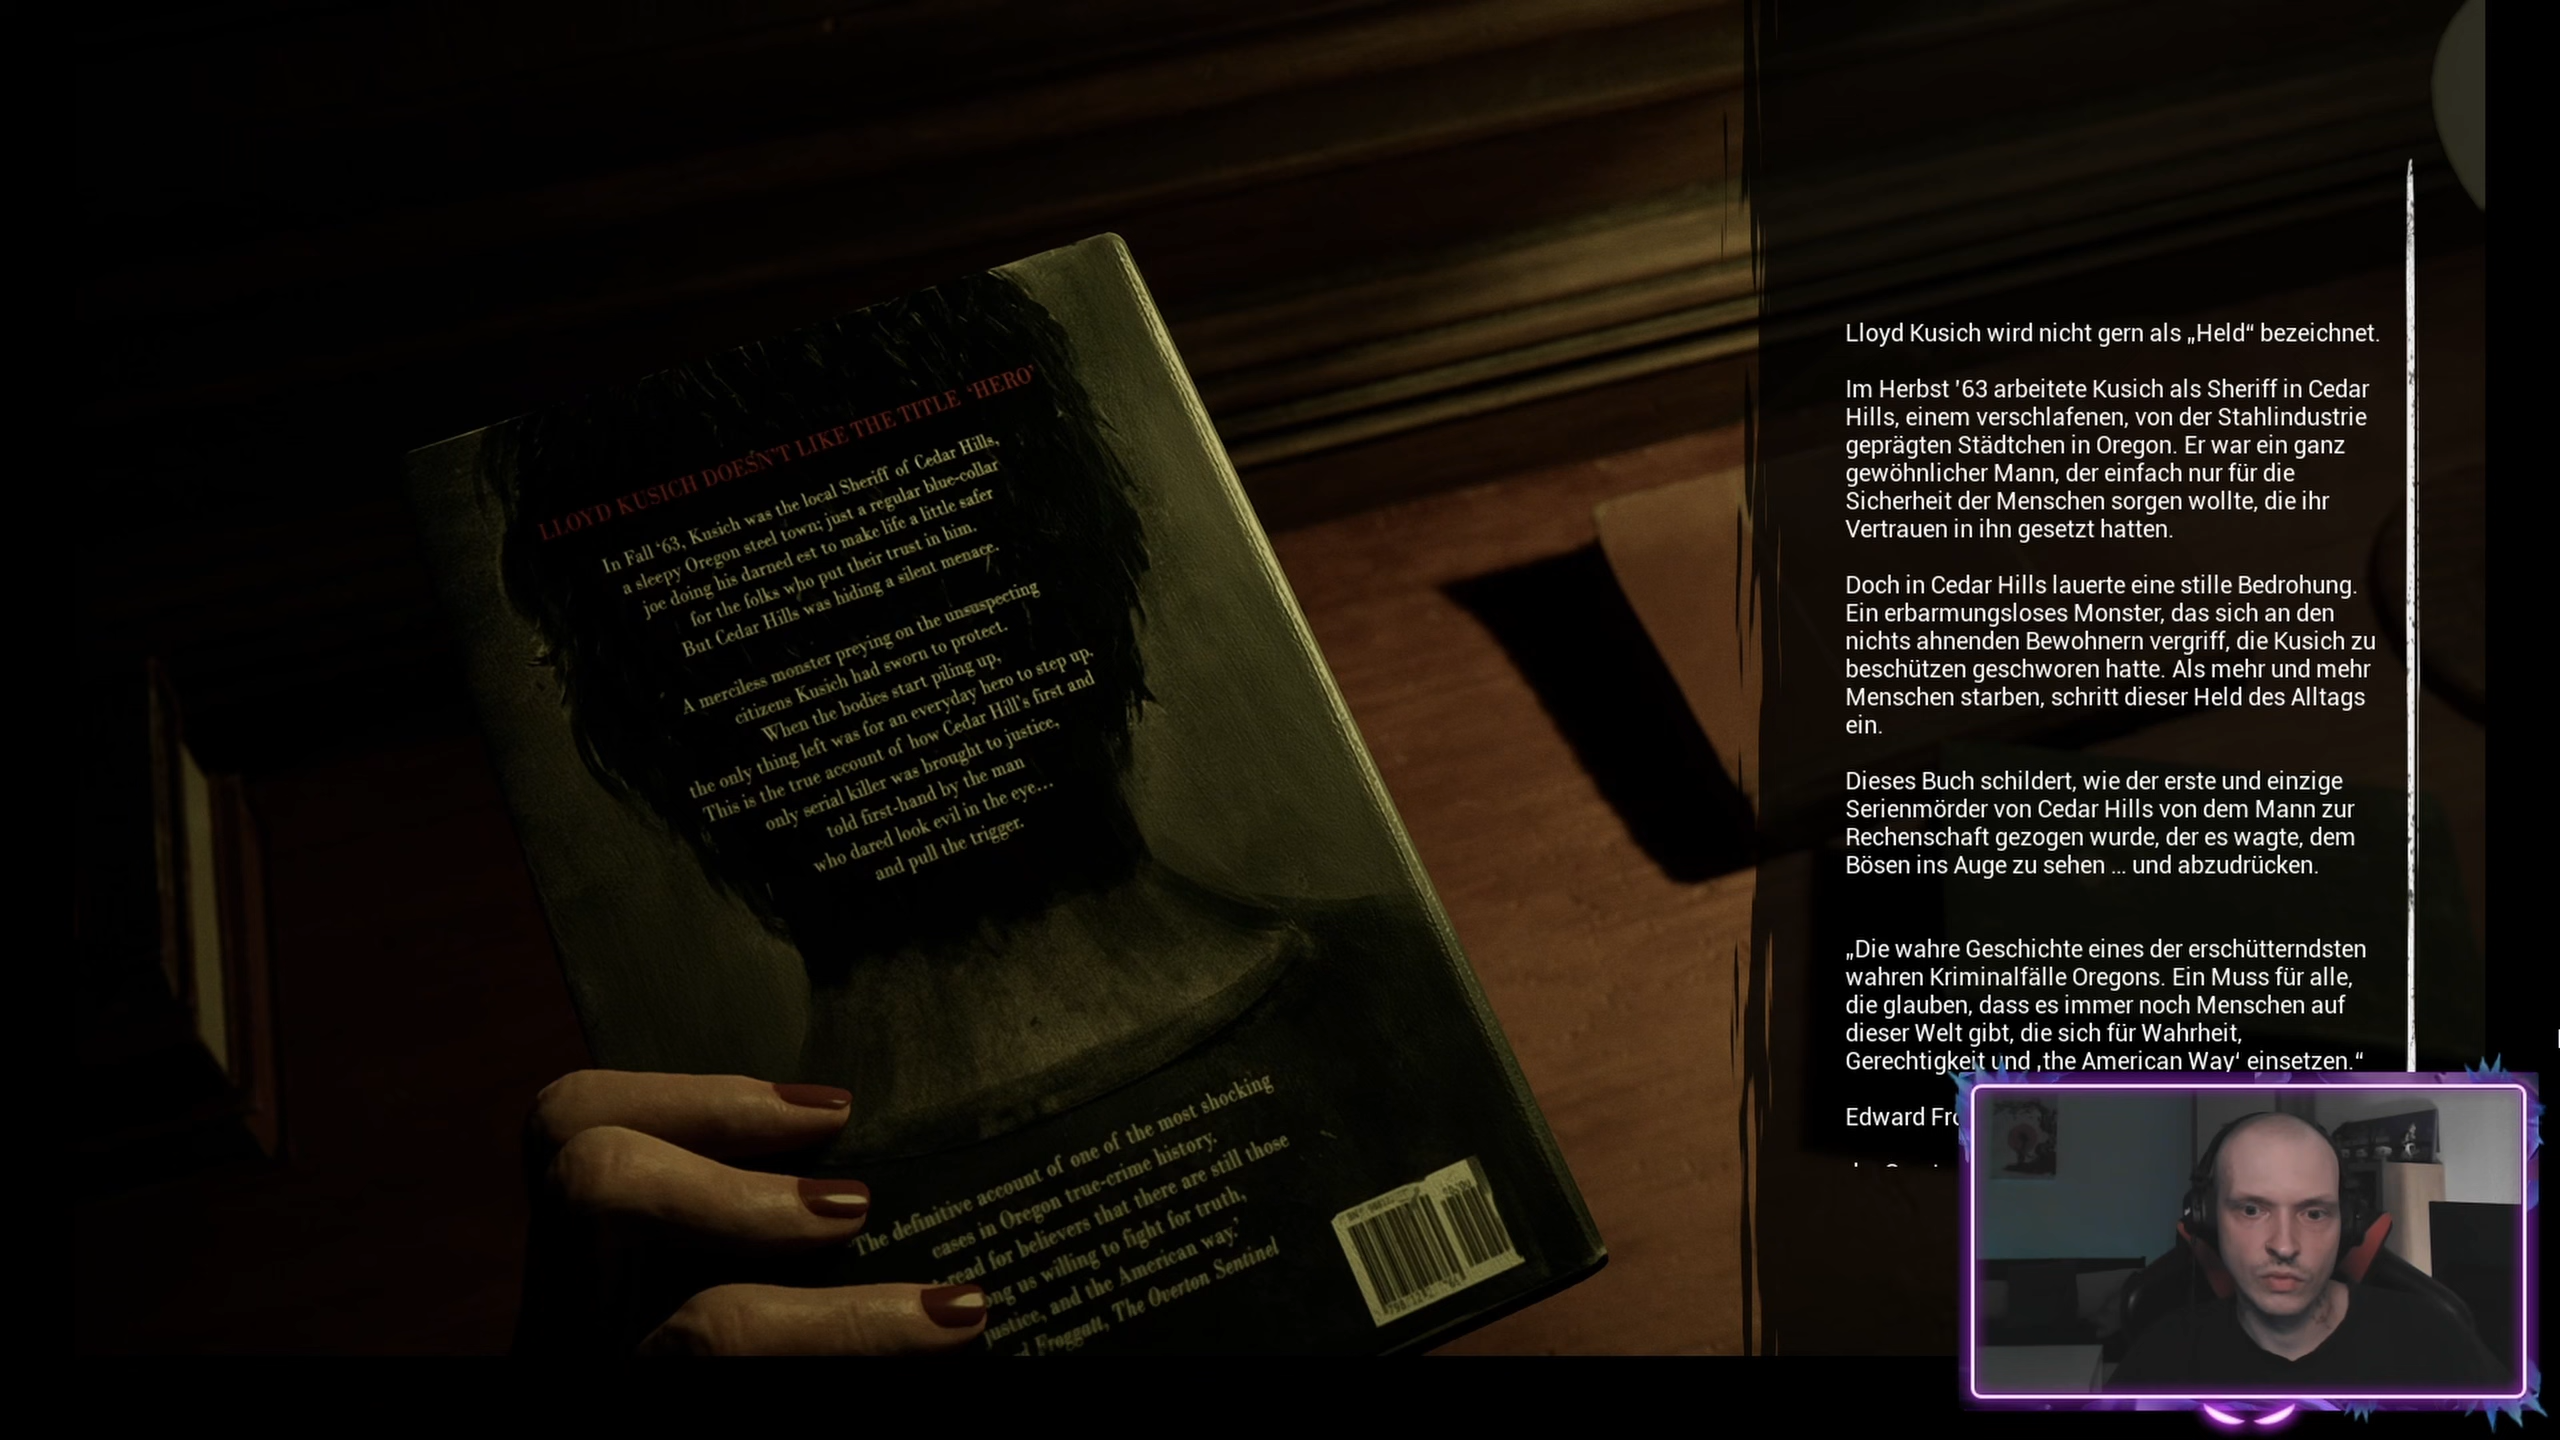 LLOYD KUSICH DOESN'T LIKE THE TITLE 'HERO'
In Fall '63, Kusich was the local Sheriff of Cedar Hills,
a sleepy Oregon steel town; just a regular blue-collar
joe doing his darned est to make life a little safer
for the folks who put their trust in him.
But Cedar Hills was hiding a silent menace.
A merciless monster preying on the unsuspecting
citizens Kusich had sworn to protect.
When the bodies start piling up,
the only thing left was for an everyday hero to step up.
This is the true account of how Cedar Hill's first and
only serial killer was brought to justice,
told first-hand by the man
who dared look evil in the eye...
and pull the trigger.
'The definitive account of one of the most shocking
cases in Oregon true-crime history.
read for believers that there are still those
ong us willing to fight for truth,
justice, and the American way.'
Froggatt, The Overton Sentinel
Lloyd Kusich wird nicht gern als „Held“ bezeichnet.
Im Herbst '63 arbeitete Kusich als Sheriff in Cedar
Hills, einem verschlafenen, von der Stahlindustrie
geprägten Städtchen in Oregon. Er war ein ganz
gewöhnlicher Mann, der einfach nur für die
Sicherheit der Menschen sorgen wollte, die ihr
Vertrauen in ihn gesetzt hatten.
Doch in Cedar Hills lauerte eine stille Bedrohung.
Ein erbarmungsloses Monster, das sich an den
nichts ahnenden Bewohnern vergriff, die Kusich zu
beschützen geschworen hatte. Als mehr und mehr
Menschen starben, schritt dieser Held des Alltags
ein.
Dieses Buch schildert, wie der erste und einzige
Serienmörder von Cedar Hills von dem Mann zur
Rechenschaft gezogen wurde, der es wagte, dem
Bösen ins Auge zu sehen ... und abzudrücken.
„Die wahre Geschichte eines der erschütterndsten
wahren Kriminalfälle Oregons. Ein Muss für alle,
die glauben, dass es immer noch Menschen auf
dieser Welt gibt, die sich für Wahrheit,
Gerechtigkeit und ‚the American Way‘ einsetzen.“
Edward Fro